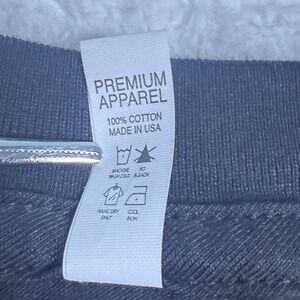 PREMIUM
APPAREL
100% COTTON
MADE IN USA
MACHINE NO
WASH COLD BLEACH
HANG DRY COOL
ONLY IRON